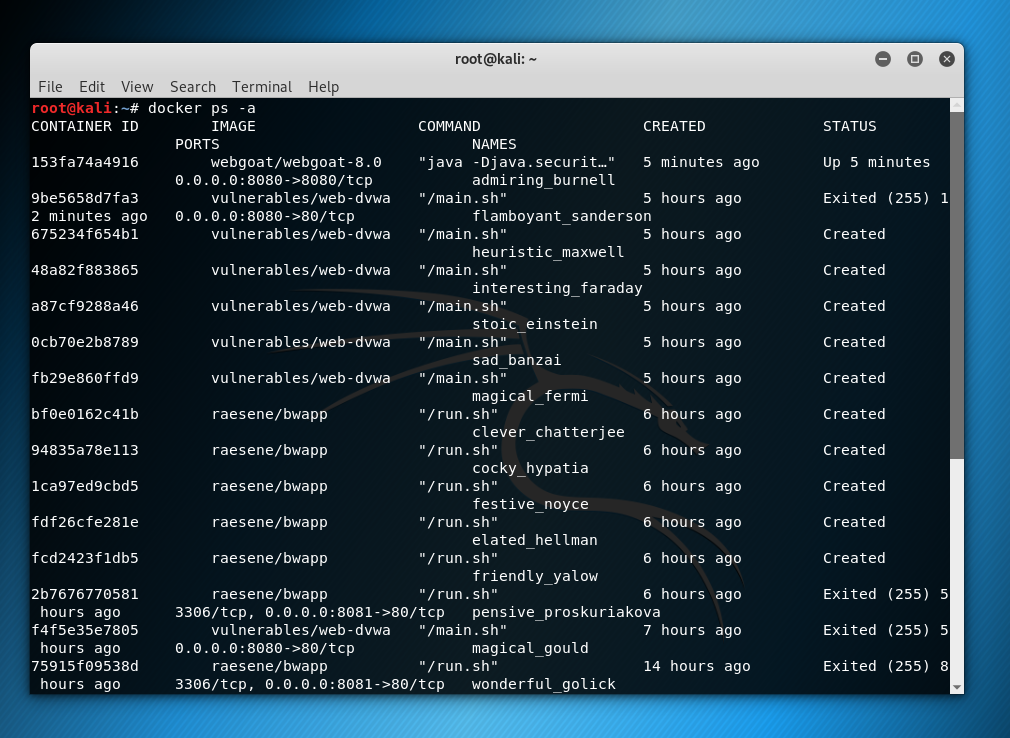 root@kali: ~
File Edit View Search Terminal Help
root@kali:~# docker ps -a
CONTAINER ID        IMAGE                  COMMAND                  CREATED             STATUS
                PORTS                            NAMES
153fa74a4916        webgoat/webgoat-8.0    "java -Djava.securit…"   5 minutes ago       Up 5 minutes
                0.0.0.0:8080->8080/tcp           admiring_burnell
9be5658d7fa3        vulnerables/web-dvwa   "/main.sh"               5 hours ago         Exited (255) 1
2 minutes ago   0.0.0.0:8080->80/tcp             flamboyant_sanderson
675234f654b1        vulnerables/web-dvwa   "/main.sh"               5 hours ago         Created
                                                 heuristic_maxwell
48a82f883865        vulnerables/web-dvwa   "/main.sh"               5 hours ago         Created
                                                 interesting_faraday
a87cf9288a46        vulnerables/web-dvwa   "/main.sh"               5 hours ago         Created
                                                 stoic_einstein
0cb70e2b8789        vulnerables/web-dvwa   "/main.sh"               5 hours ago         Created
                                                 sad_banzai
fb29e860ffd9        vulnerables/web-dvwa   "/main.sh"               5 hours ago         Created
                                                 magical_fermi
bf0e0162c41b        raesene/bwapp          "/run.sh"                6 hours ago         Created
                                                 clever_chatterjee
94835a78e113        raesene/bwapp          "/run.sh"                6 hours ago         Created
                                                 cocky_hypatia
1ca97ed9cbd5        raesene/bwapp          "/run.sh"                6 hours ago         Created
                                                 festive_noyce
fdf26cfe281e        raesene/bwapp          "/run.sh"                6 hours ago         Created
                                                 elated_hellman
fcd2423f1db5        raesene/bwapp          "/run.sh"                6 hours ago         Created
                                                 friendly_yalow
2b7676770581        raesene/bwapp          "/run.sh"                6 hours ago         Exited (255) 5
 hours ago      3306/tcp, 0.0.0.0:8081->80/tcp   pensive_proskuriakova
f4f5e35e7805        vulnerables/web-dvwa   "/main.sh"               7 hours ago         Exited (255) 5
 hours ago      0.0.0.0:8080->80/tcp             magical_gould
75915f09538d        raesene/bwapp          "/run.sh"                14 hours ago        Exited (255) 8
 hours ago      3306/tcp, 0.0.0.0:8081->80/tcp   wonderful_golick